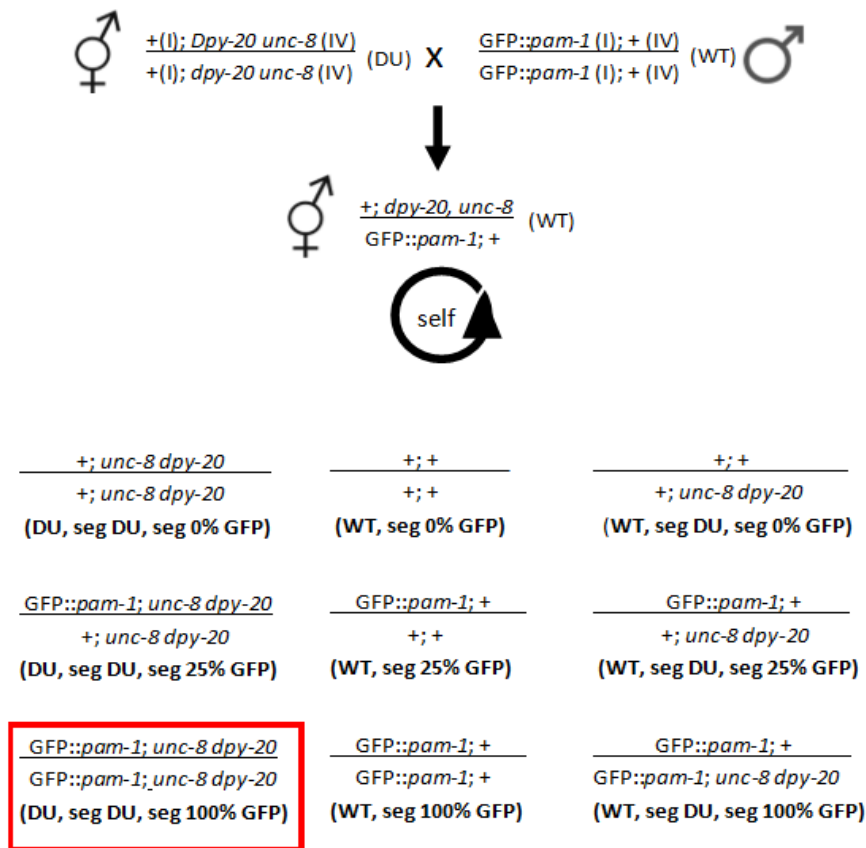 +(I); Dpy-20 unc-8 (IV) GFP::pam-1 (I); + (IV)
(DU) X (WT)
+(I); dpy-20 unc-8 (IV) GFP::pam-1 (I); + (IV)
+; dpy-20, unc-8
(WT)
GFP::pam-1; +
self
+; unc-8 dpy-20 +; + +; +
+; unc-8 dpy-20 +; + +; unc-8 dpy-20
(DU, seg DU, seg 0% GFP) (WT, seg 0% GFP) (WT, seg DU, seg 0% GFP)
GFP::pam-1; unc-8 dpy-20 GFP::pam-1; + GFP::pam-1; +
+; unc-8 dpy-20 +; + +; unc-8 dpy-20
(DU, seg DU, seg 25% GFP) (WT, seg 25% GFP) (WT, seg DU, seg 25% GFP)
GFP::pam-1; unc-8 dpy-20 GFP::pam-1; + GFP::pam-1; +
GFP::pam-1; unc-8 dpy-20 GFP::pam-1; + GFP::pam-1; unc-8 dpy-20
(DU, seg DU, seg 100% GFP) (WT, seg 100% GFP) (WT, seg DU, seg 100% GFP)